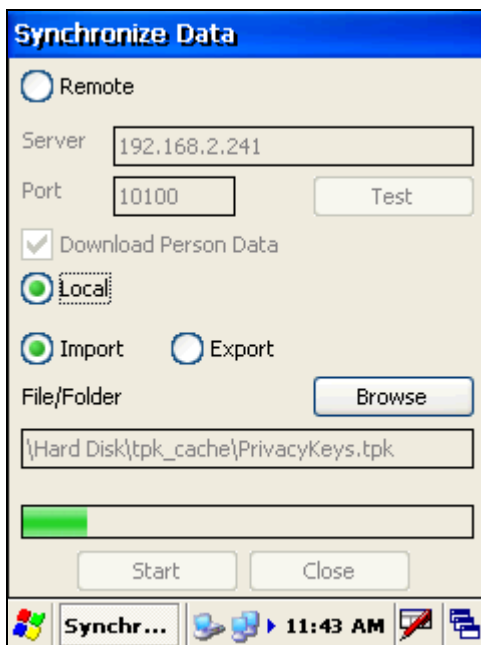 Synchronize Data
Remote
Server 192.168.2.241
Port 10100 Test
Download Person Data
Local
Import Export
File/Folder Browse
\Hard Disk\tpk_cache\PrivacyKeys.tpk
Start Close
Synchr... 11:43 AM